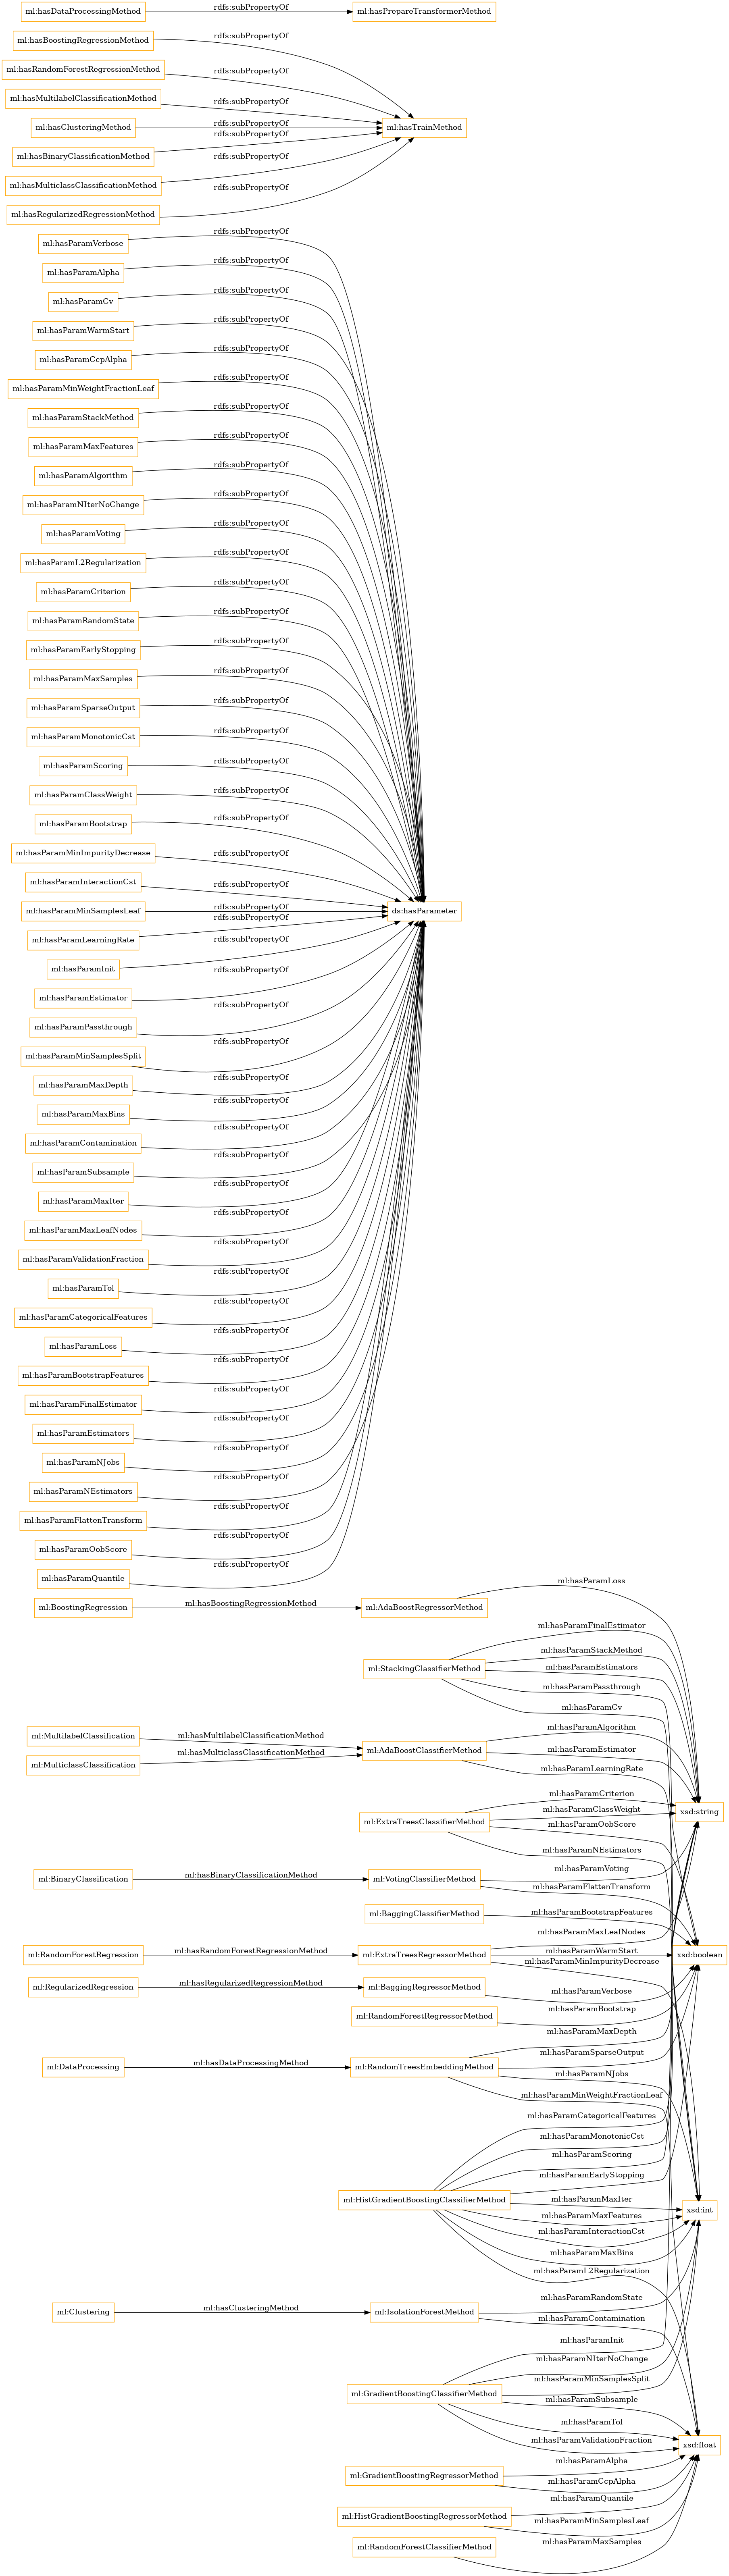 ml:hasDataProcessingMethod
rdfs:subPropertyOf
ml:hasPrepareTransformerMethod
ml:hasBoostingRegressionMethod
rdfs:subPropertyOf
ml:hasRandomForestRegressionMethod
rdfs:subPropertyOf
ml:hasMultilabelClassificationMethod
rdfs:subPropertyOf
ml:hasClusteringMethod
rdfs:subPropertyOf
ml:hasTrainMethod
ml:hasBinaryClassificationMethod
rdfs:subPropertyOf
ml:hasMulticlassClassificationMethod
rdfs:subPropertyOf
ml:hasRegularizedRegressionMethod
rdfs:subPropertyOf
ml:hasParamVerbose
rdfs:subPropertyOf
ml:hasParamAlpha
rdfs:subPropertyOf
ml:hasParamCv
rdfs:subPropertyOf
ml:hasParamWarmStart
rdfs:subPropertyOf
ml:hasParamCcpAlpha
rdfs:subPropertyOf
ml:hasParamMinWeightFractionLeaf
rdfs:subPropertyOf
ml:hasParamStackMethod
rdfs:subPropertyOf
ml:hasParamMaxFeatures
rdfs:subPropertyOf
ml:hasParamAlgorithm
rdfs:subPropertyOf
ml:hasParamNIterNoChange
rdfs:subPropertyOf
ml:hasParamVoting
rdfs:subPropertyOf
ml:hasParamL2Regularization
rdfs:subPropertyOf
ml:hasParamCriterion
rdfs:subPropertyOf
ml:hasParamRandomState
rdfs:subPropertyOf
ml:hasParamEarlyStopping
rdfs:subPropertyOf
ml:hasParamMaxSamples
rdfs:subPropertyOf
ml:hasParamSparseOutput
rdfs:subPropertyOf
ml:hasParamMonotonicCst
rdfs:subPropertyOf
ml:hasParamScoring
rdfs:subPropertyOf
ml:hasParamClassWeight
rdfs:subPropertyOf
ml:hasParamBootstrap
rdfs:subPropertyOf
ml:hasParamMinImpurityDecrease
rdfs:subPropertyOf
ml:hasParamInteractionCst
rdfs:subPropertyOf
ml:hasParamMinSamplesLeaf
rdfs:subPropertyOf
ds:hasParameter
ml:hasParamLearningRate
rdfs:subPropertyOf
ml:hasParamInit
rdfs:subPropertyOf
ml:hasParamEstimator
rdfs:subPropertyOf
ml:hasParamPassthrough
rdfs:subPropertyOf
ml:hasParamMinSamplesSplit
rdfs:subPropertyOf
ml:hasParamMaxDepth
rdfs:subPropertyOf
ml:hasParamMaxBins
rdfs:subPropertyOf
ml:hasParamContamination
rdfs:subPropertyOf
ml:hasParamSubsample
rdfs:subPropertyOf
ml:hasParamMaxIter
rdfs:subPropertyOf
ml:hasParamMaxLeafNodes
rdfs:subPropertyOf
ml:hasParamValidationFraction
rdfs:subPropertyOf
ml:hasParamTol
rdfs:subPropertyOf
ml:hasParamCategoricalFeatures
rdfs:subPropertyOf
ml:hasParamLoss
rdfs:subPropertyOf
ml:hasParamBootstrapFeatures
rdfs:subPropertyOf
ml:hasParamFinalEstimator
rdfs:subPropertyOf
ml:hasParamEstimators
rdfs:subPropertyOf
ml:hasParamNJobs
rdfs:subPropertyOf
ml:hasParamNEstimators
rdfs:subPropertyOf
ml:hasParamFlattenTransform
rdfs:subPropertyOf
ml:hasParamOobScore
rdfs:subPropertyOf
ml:hasParamQuantile
rdfs:subPropertyOf
ml:BoostingRegression
ml:hasBoostingRegressionMethod
ml:AdaBoostRegressorMethod
ml:hasParamLoss
ml:StackingClassifierMethod
ml:hasParamFinalEstimator
ml:hasParamStackMethod
ml:hasParamEstimators
ml:hasParamPassthrough
ml:hasParamCv
ml:MultilabelClassification
ml:hasMultilabelClassificationMethod
ml:MulticlassClassification
ml:hasMulticlassClassificationMethod
ml:AdaBoostClassifierMethod
ml:hasParamAlgorithm
ml:hasParamEstimator
ml:hasParamLearningRate
ml:ExtraTreesClassifierMethod
ml:hasParamCriterion
ml:hasParamClassWeight
ml:hasParamOobScore
ml:hasParamNEstimators
xsd:string
ml:BinaryClassification
ml:hasBinaryClassificationMethod
ml:VotingClassifierMethod
ml:hasParamVoting
ml:hasParamFlattenTransform
ml:BaggingClassifierMethod
ml:hasParamBootstrapFeatures
ml:RandomForestRegression
ml:hasRandomForestRegressionMethod
ml:ExtraTreesRegressorMethod
ml:hasParamMaxLeafNodes
ml:hasParamWarmStart
ml:hasParamMinImpurityDecrease
xsd:boolean
ml:RegularizedRegression
ml:hasRegularizedRegressionMethod
ml:BaggingRegressorMethod
ml:hasParamVerbose
ml:RandomForestRegressorMethod
ml:hasParamBootstrap
ml:DataProcessing
ml:hasDataProcessingMethod
ml:RandomTreesEmbeddingMethod
ml:hasParamMaxDepth
ml:hasParamSparseOutput
ml:hasParamNJobs
ml:hasParamMinWeightFractionLeaf
ml:HistGradientBoostingClassifierMethod
ml:hasParamCategoricalFeatures
ml:hasParamMonotonicCst
ml:hasParamScoring
ml:hasParamEarlyStopping
ml:hasParamMaxIter
ml:hasParamMaxFeatures
ml:hasParamInteractionCst
ml:hasParamMaxBins
ml:hasParamL2Regularization
xsd:int
ml:Clustering
ml:hasClusteringMethod
ml:IsolationForestMethod
ml:hasParamRandomState
ml:hasParamContamination
ml:GradientBoostingClassifierMethod
ml:hasParamInit
ml:hasParamNIterNoChange
ml:hasParamMinSamplesSplit
ml:hasParamSubsample
ml:hasParamTol
ml:hasParamValidationFraction
xsd:float
ml:GradientBoostingRegressorMethod
ml:hasParamAlpha
ml:hasParamCcpAlpha
ml:HistGradientBoostingRegressorMethod
ml:hasParamQuantile
ml:hasParamMinSamplesLeaf
ml:RandomForestClassifierMethod
ml:hasParamMaxSamples